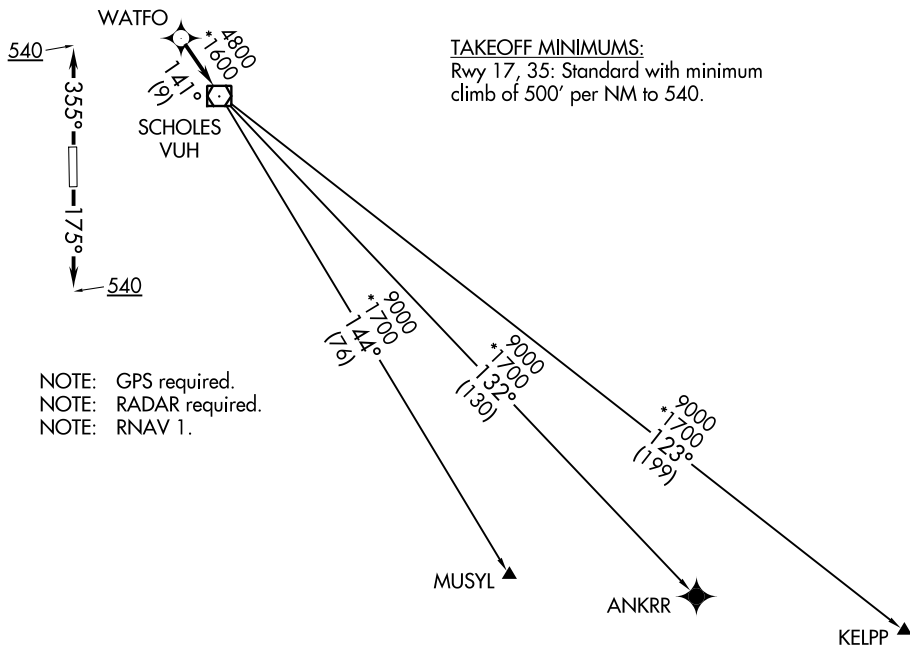 WATFO
540
4800
*1600
141°
(9)
355°
SCHOLES
VUH
TAKEOFF MINIMUMS:
Rwy 17, 35: Standard with minimum
climb of 500' per NM to 540.
175°
540
9000
*1700
144°
(76)
9000
*1700
132°
(130)
9000
*1700
123°
(199)
NOTE: GPS required.
NOTE: RADAR required.
NOTE: RNAV 1.
MUSYL
ANKRR
KELPP